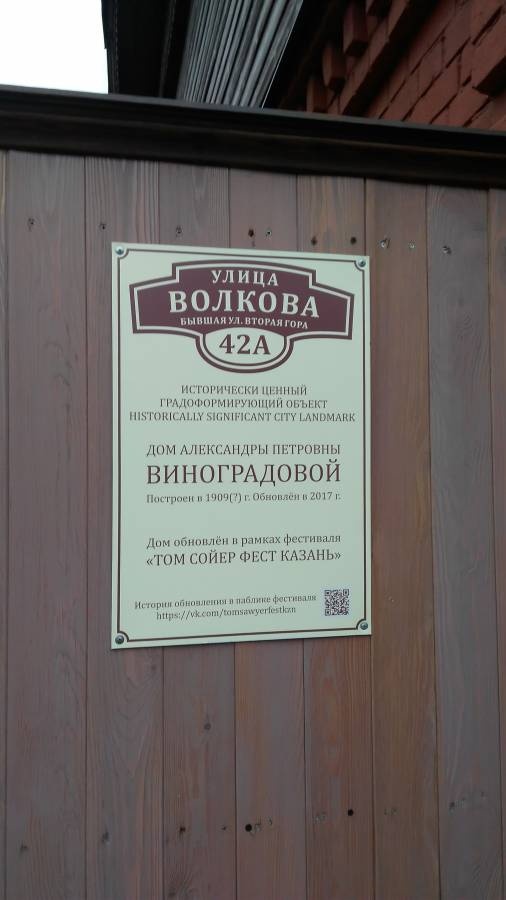 УЛИЦА
ВОЛКОВА
БЫВШАЯ УЛ. ВТОРАЯ ГОРА
42А
ИСТОРИЧЕСКИ ЦЕННЫЙ
ГРАДОФОРМИРУЮЩИЙ ОБЪЕКТ
HISTORICALLY SIGNIFICANT CITY LANDMARK
ДОМ АЛЕКСАНДРЫ ПЕТРОВНЫ
ВИНОГРАДОВОЙ
Построен в 1909(?) г. Обновлён в 2017 г.
Дом обновлён в рамках фестиваля
«ТОМ СОЙЕР ФЕСТ КАЗАНЬ»
История обновления в паблике фестиваля
https://vk.com/tomsawyerfestkzn